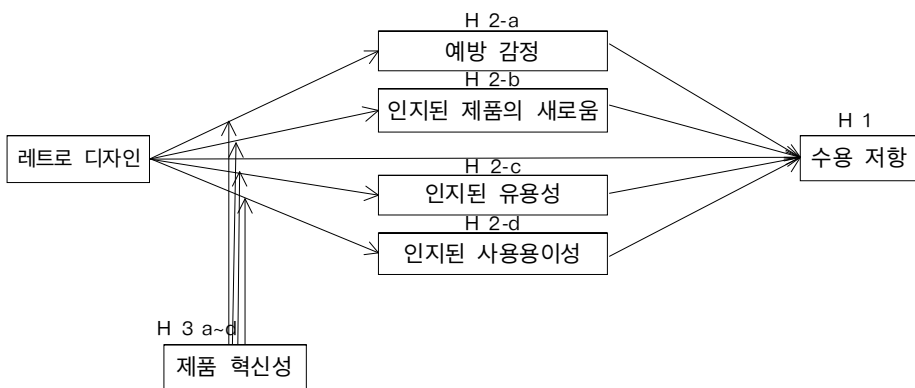 H 2-a
예방 감정
H 2-b
인지된 제품의 새로움
H 1
레트로 디자인
수용 저항
H 2-c
인지된 유용성
H 2-d
인지된 사용용이성
H 3 a~d
제품 혁신성